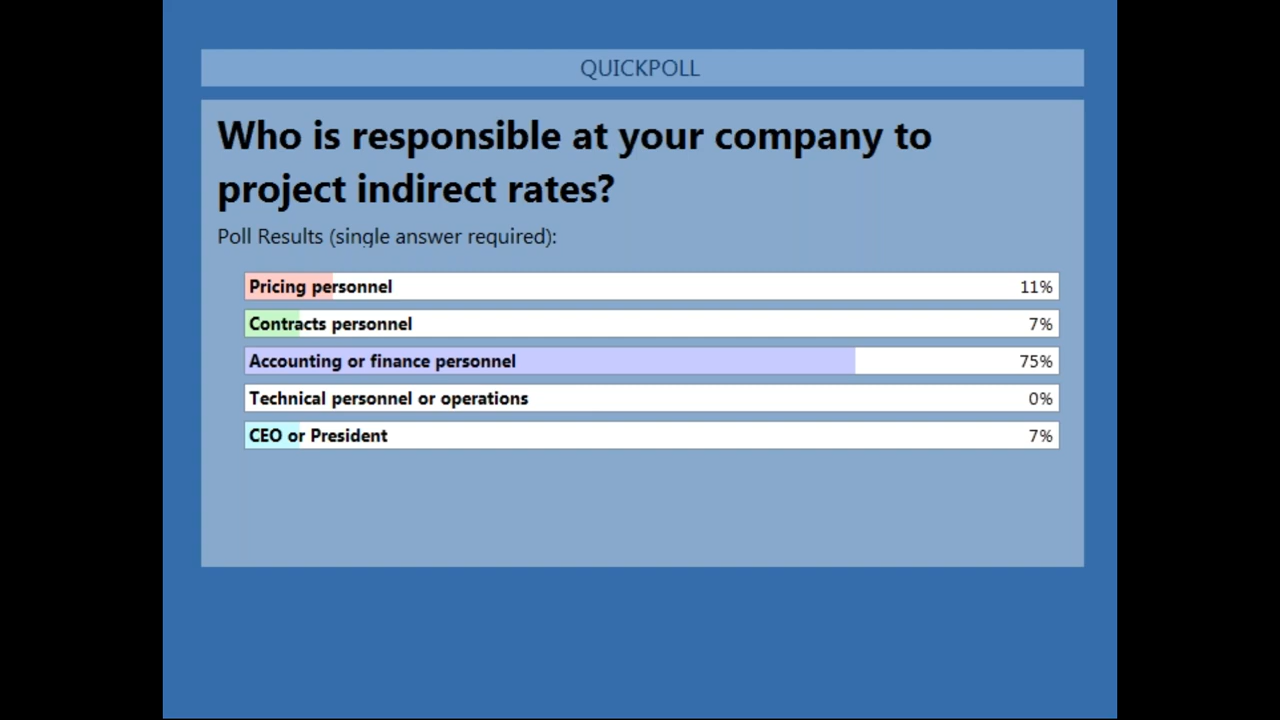 QUICKPOLL
Who is responsible at your company to
project indirect rates?
Poll Results (single answer required):
Pricing personnel 11%
Contracts personnel 7%
Accounting or finance personnel 75%
Technical personnel or operations 0%
CEO or President 7%